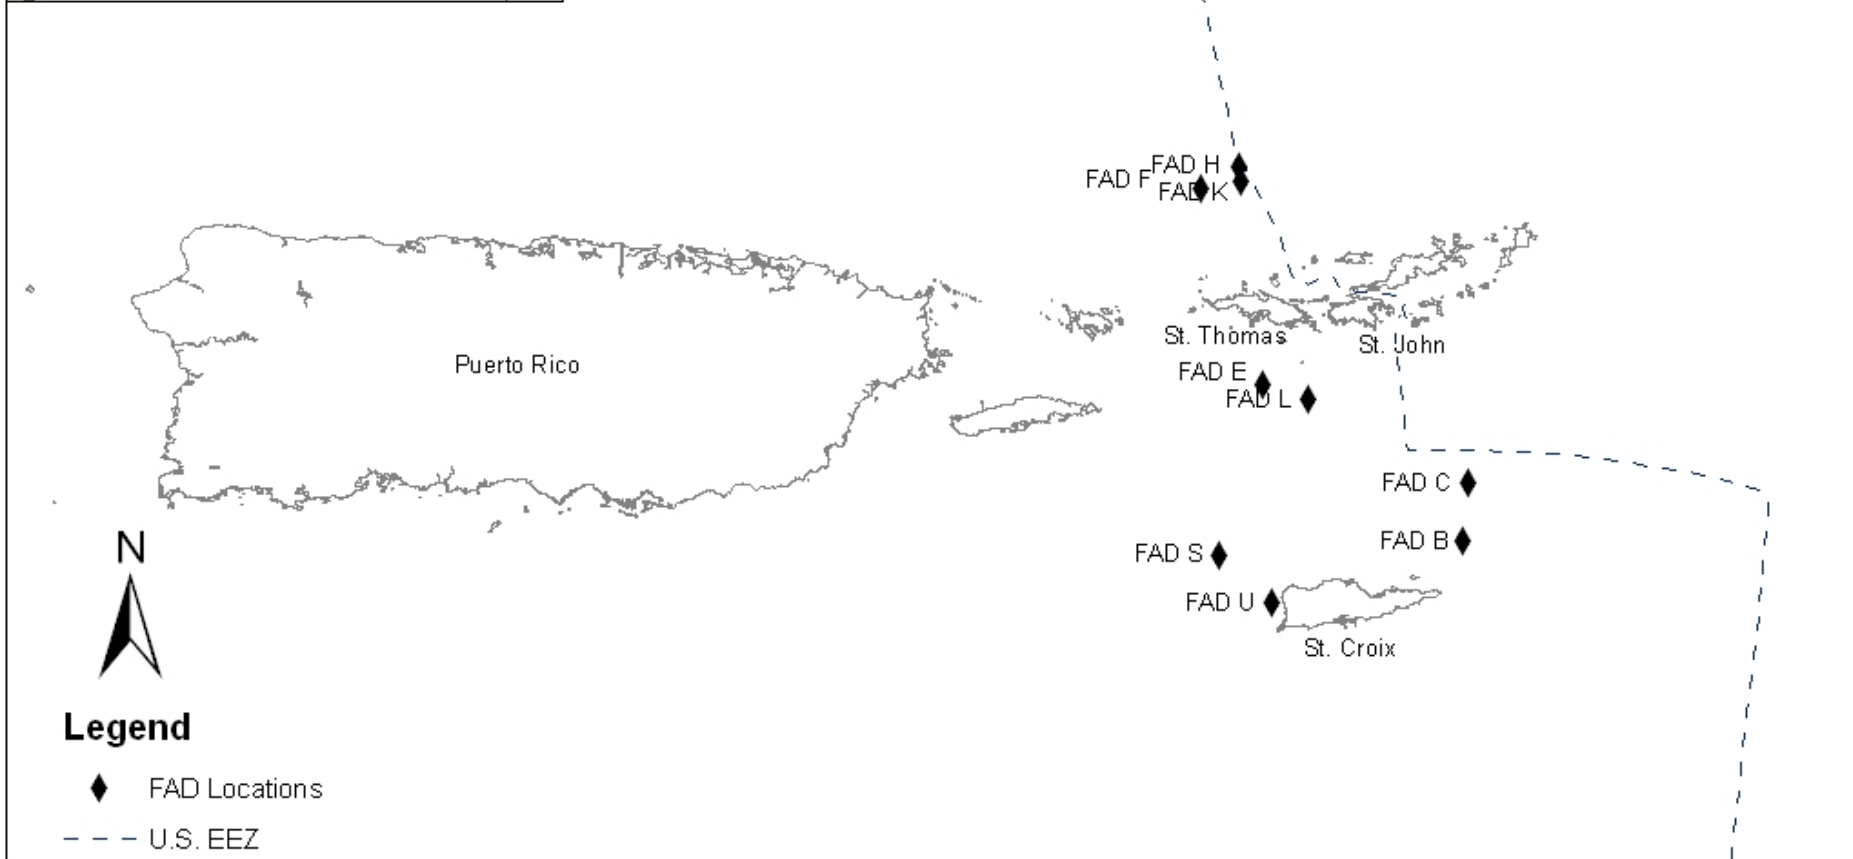 FAD H
FAD F
FAD K
St. Thomas
St. John
Puerto Rico
FAD E
FAD L
FAD C
FAD B
FAD S
N
FAD U
St. Croix
Legend
FAD Locations
U.S. EEZ